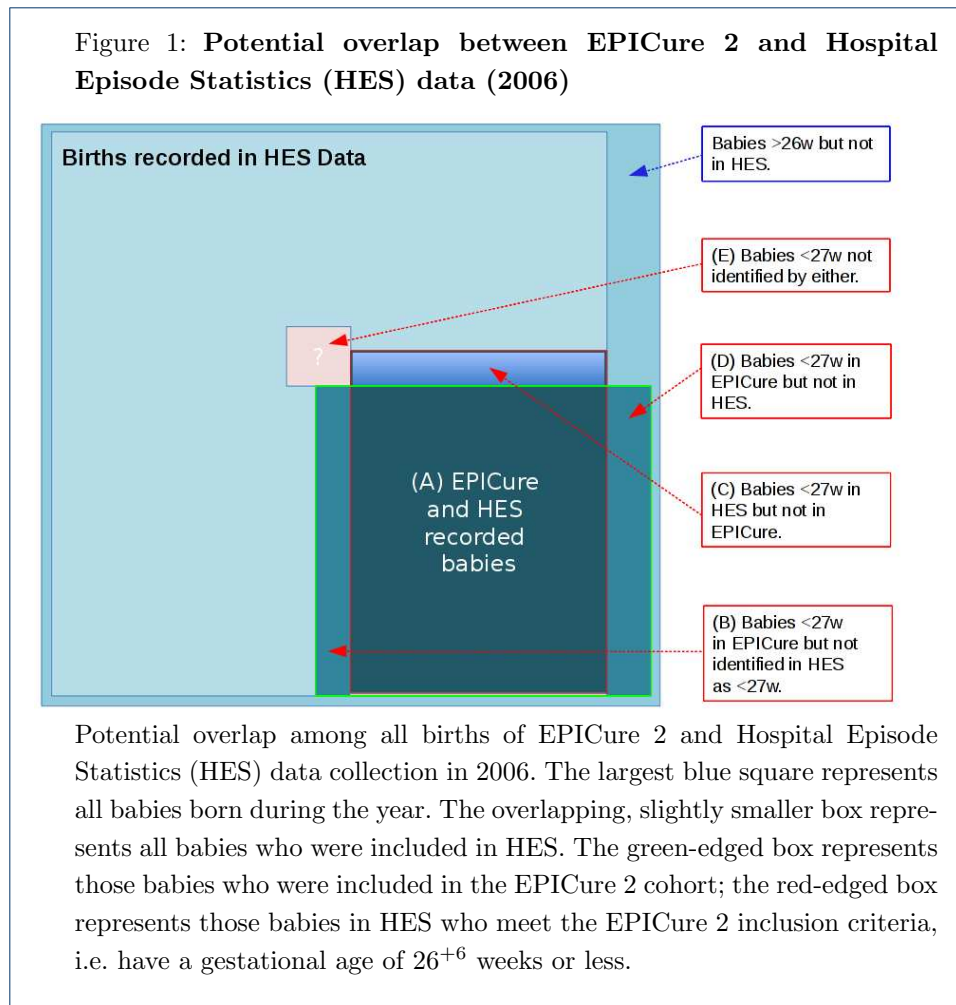 Figure 1: Potential overlap between EPICure 2 and Hospital
Episode Statistics (HES) data (2006)
Births recorded in HES Data
Babies >26w but not
in HES.
(E) Babies <27w not
identified by either.
?
(D) Babies <27w in
EPICure but not in
HES.
(A) EPICure
and HES
recorded
babies
(C) Babies <27w in
HES but not in
EPICure.
(B) Babies <27w
in EPICure but not
identified in HES
as <27w.
Potential overlap among all births of EPICure 2 and Hospital Episode
Statistics (HES) data collection in 2006. The largest blue square represents
all babies born during the year. The overlapping, slightly smaller box repre-
sents all babies who were included in HES. The green-edged box represents
those babies who were included in the EPICure 2 cohort; the red-edged box
represents those babies in HES who meet the EPICure 2 inclusion criteria,
i.e. have a gestational age of 26⁺⁶ weeks or less.